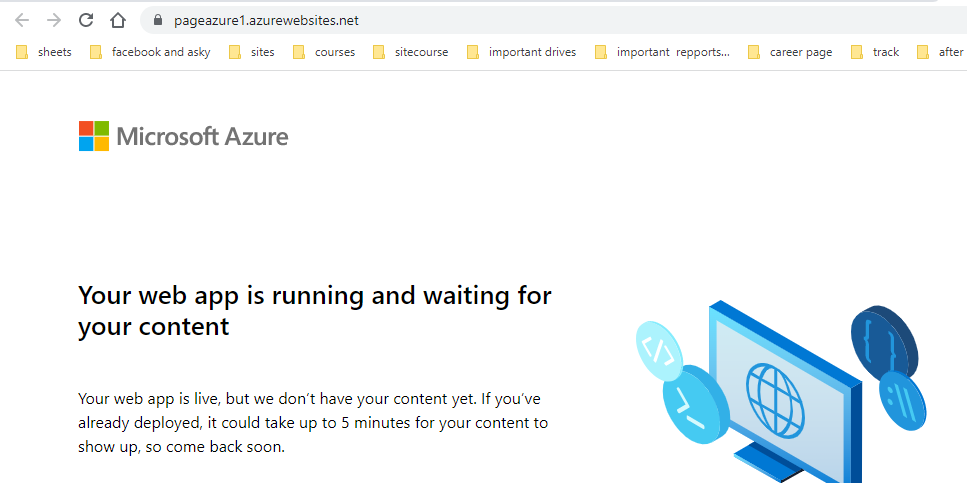 pageazure1.azurewebsites.net
sheets facebook and asky sites courses sitecourse important drives important repports... career page track after
Microsoft Azure
Your web app is running and waiting for
your content
Your web app is live, but we don't have your content yet. If you've
already deployed, it could take up to 5 minutes for your content to
show up, so come back soon.